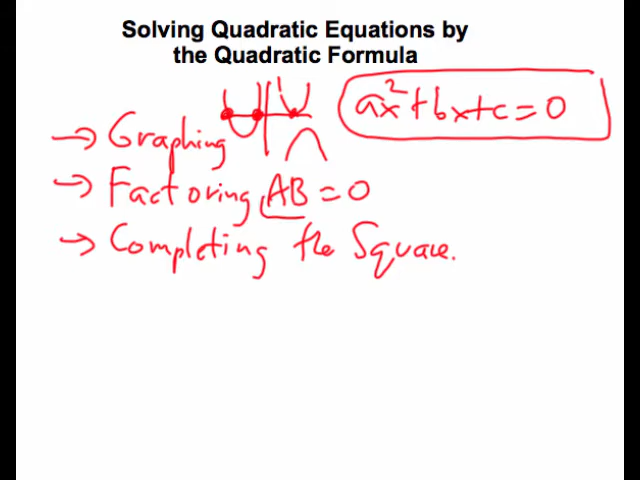 Solving Quadratic Equations by
the Quadratic Formula
ax² + bx + c = 0
→ Graphing
→ Factoring AB = 0
→ Completing the Square.